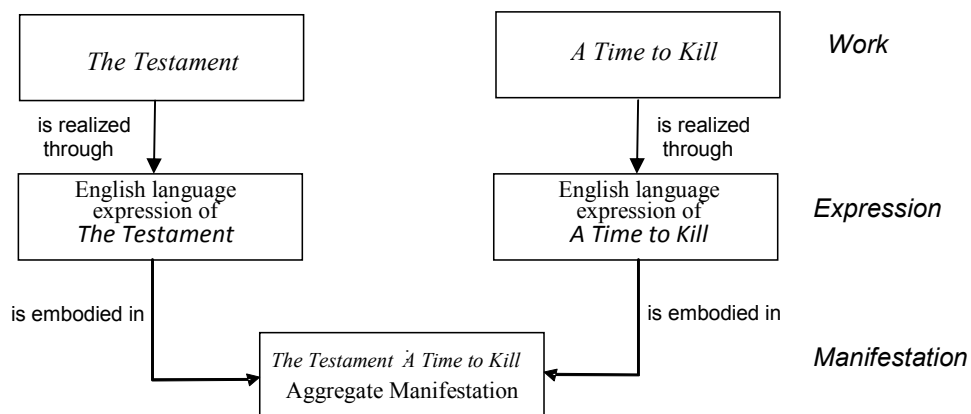 The Testament
A Time to Kill
Work
is realized
through
is realized
through
English language
expression of
The Testament
English language
expression of
A Time to Kill
Expression
is embodied in
is embodied in
The Testament A Time to Kill
Aggregate Manifestation
Manifestation